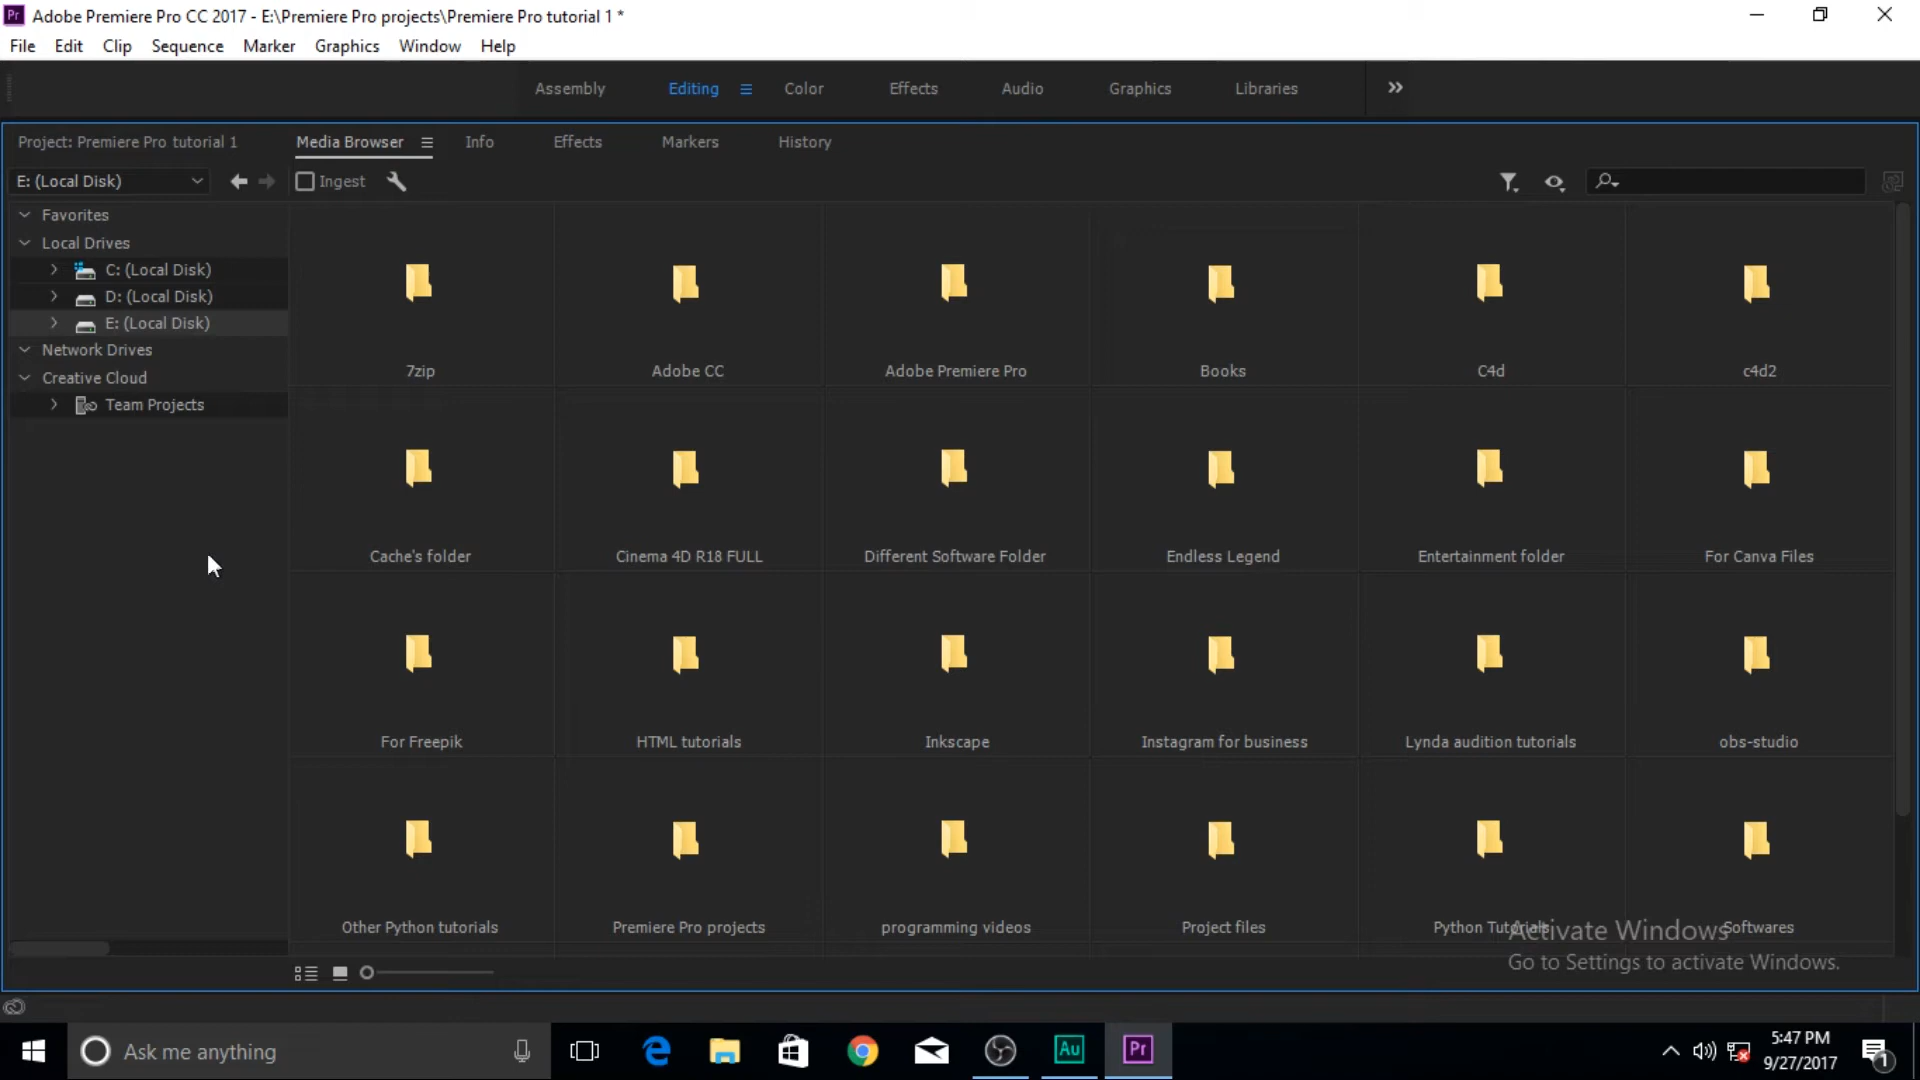 Pr Adobe Premiere Pro CC 2017 - E:\Premiere Pro projects\Premiere Pro tutorial 1 *
File Edit Clip Sequence Marker Graphics Window Help
Assembly Editing Color Effects Audio Graphics Libraries
Project: Premiere Pro tutorial 1 Media Browser Info Effects Markers History
E: (Local Disk) Ingest
Favorites
Local Drives
C: (Local Disk)
D: (Local Disk)
E: (Local Disk)
Network Drives
Creative Cloud
Team Projects
7zip Adobe CC Adobe Premiere Pro Books C4d c4d2
Cache's folder Cinema 4D R18 FULL Different Software Folder Endless Legend Entertainment folder For Canva Files
For Freepik HTML tutorials Inkscape Instagram for business Lynda audition tutorials obs-studio
Other Python tutorials Premiere Pro projects programming videos Project files Python Tutorials Softwares
Activate Windows
Go to Settings to activate Windows.
Ask me anything
Au Pr
5:47 PM
9/27/2017
1